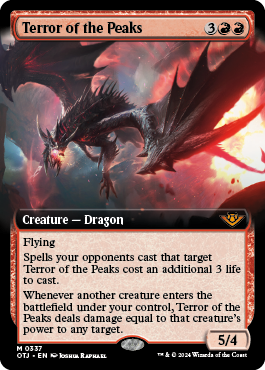 Terror of the Peaks 3
Creature — Dragon
Flying
Spells your opponents cast that target
Terror of the Peaks cost an additional 3 life
to cast.
Whenever another creature enters the
battlefield under your control, Terror of the
Peaks deals damage equal to that creature's
power to any target.
5/4
M 0337
OTJ • EN Joshua Raphael
™ & © 2024 Wizards of the Coast